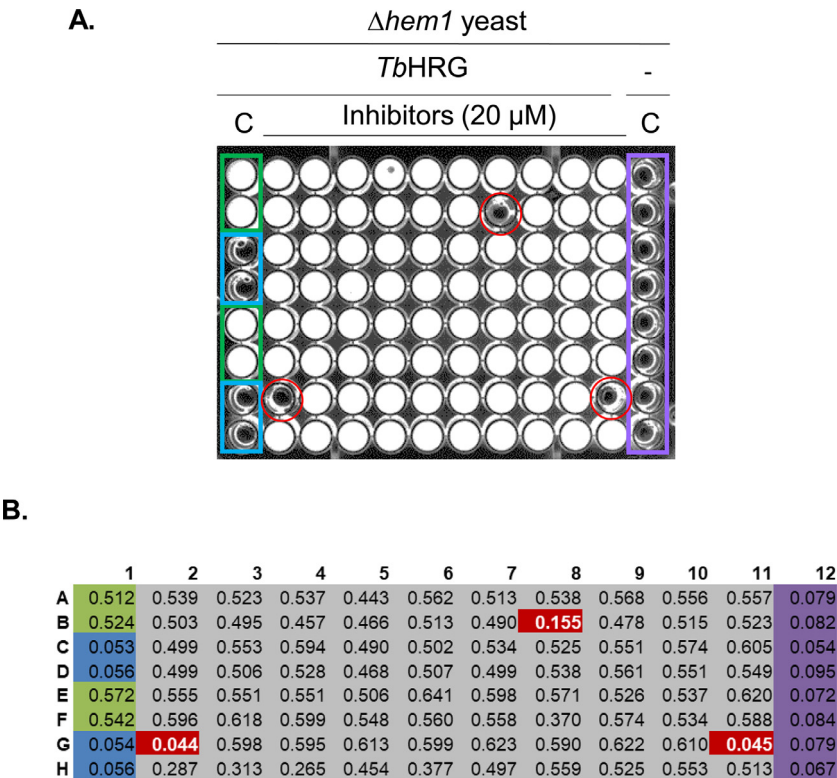 A.
Δhem1 yeast
TbHRG -
C Inhibitors (20 µM) C
B.
1 2 3 4 5 6 7 8 9 10 11 12
A 0.512 0.539 0.523 0.537 0.443 0.562 0.513 0.538 0.568 0.556 0.557 0.079
B 0.524 0.503 0.495 0.457 0.466 0.513 0.490 0.155 0.478 0.515 0.523 0.082
C 0.053 0.499 0.553 0.594 0.490 0.502 0.534 0.525 0.551 0.574 0.605 0.054
D 0.056 0.499 0.506 0.528 0.468 0.507 0.499 0.538 0.561 0.551 0.549 0.095
E 0.572 0.555 0.551 0.551 0.506 0.641 0.598 0.571 0.526 0.537 0.620 0.072
F 0.542 0.596 0.618 0.599 0.548 0.560 0.558 0.370 0.574 0.534 0.588 0.084
G 0.054 0.044 0.598 0.595 0.613 0.599 0.623 0.590 0.622 0.610 0.045 0.079
H 0.056 0.287 0.313 0.265 0.454 0.377 0.497 0.559 0.525 0.553 0.513 0.067